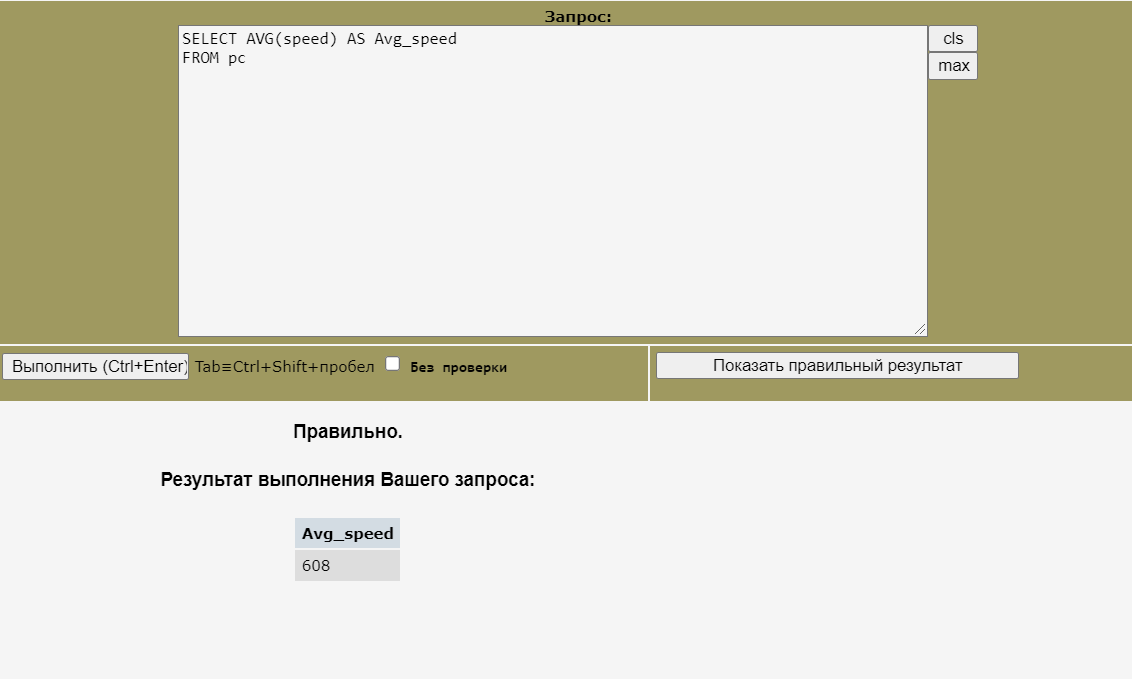 Запрос:
SELECT AVG(speed) AS Avg_speed
FROM pc
cls
max
Выполнить (Ctrl+Enter)
Tab≡Ctrl+Shift+пробел
Без проверки
Показать правильный результат
Правильно.
Результат выполнения Вашего запроса:
Avg_speed
608